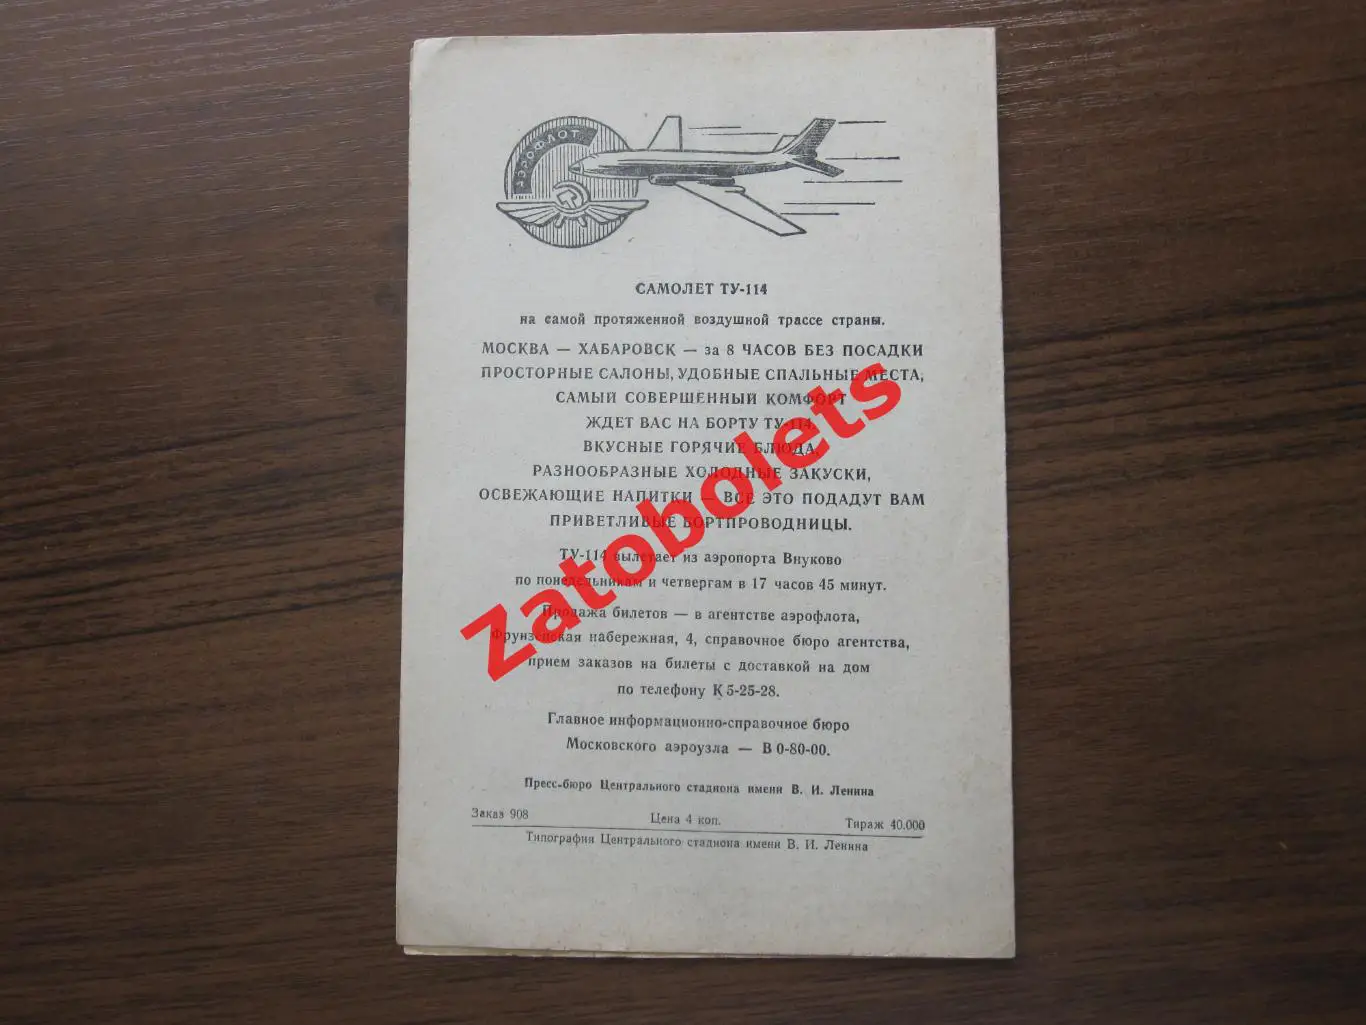 АЭРОФЛОТ
САМОЛЕТ ТУ-114
на самой протяженной воздушной трассе страны.
МОСКВА — ХАБАРОВСК — за 8 ЧАСОВ БЕЗ ПОСАДКИ
ПРОСТОРНЫЕ САЛОНЫ, УДОБНЫЕ СПАЛЬНЫЕ МЕСТА,
САМЫЙ СОВЕРШЕННЫЙ КОМФОРТ
ЖДЕТ ВАС НА БОРТУ ТУ-114.
ВКУСНЫЕ ГОРЯЧИЕ БЛЮДА,
РАЗНООБРАЗНЫЕ ХОЛОДНЫЕ ЗАКУСКИ,
ОСВЕЖАЮЩИЕ НАПИТКИ — ВСЕ ЭТО ПОДАДУТ ВАМ
ПРИВЕТЛИВЫЕ БОРТПРОВОДНИЦЫ.
ТУ-114 вылетает из аэропорта Внуково
по понедельникам и четвергам в 17 часов 45 минут.
Продажа билетов — в агентстве аэрофлота,
Фрунзенская набережная, 4, справочное бюро агентства,
прием заказов на билеты с доставкой на дом
по телефону К 5-25-28.
Главное информационно-справочное бюро
Московского аэроузла — В 0-80-00.
Пресс-бюро Центрального стадиона имени В. И. Ленина
Заказ 908 Цена 4 коп. Тираж 40.000
Типография Центрального стадиона имени В. И. Ленина
Zatobolets